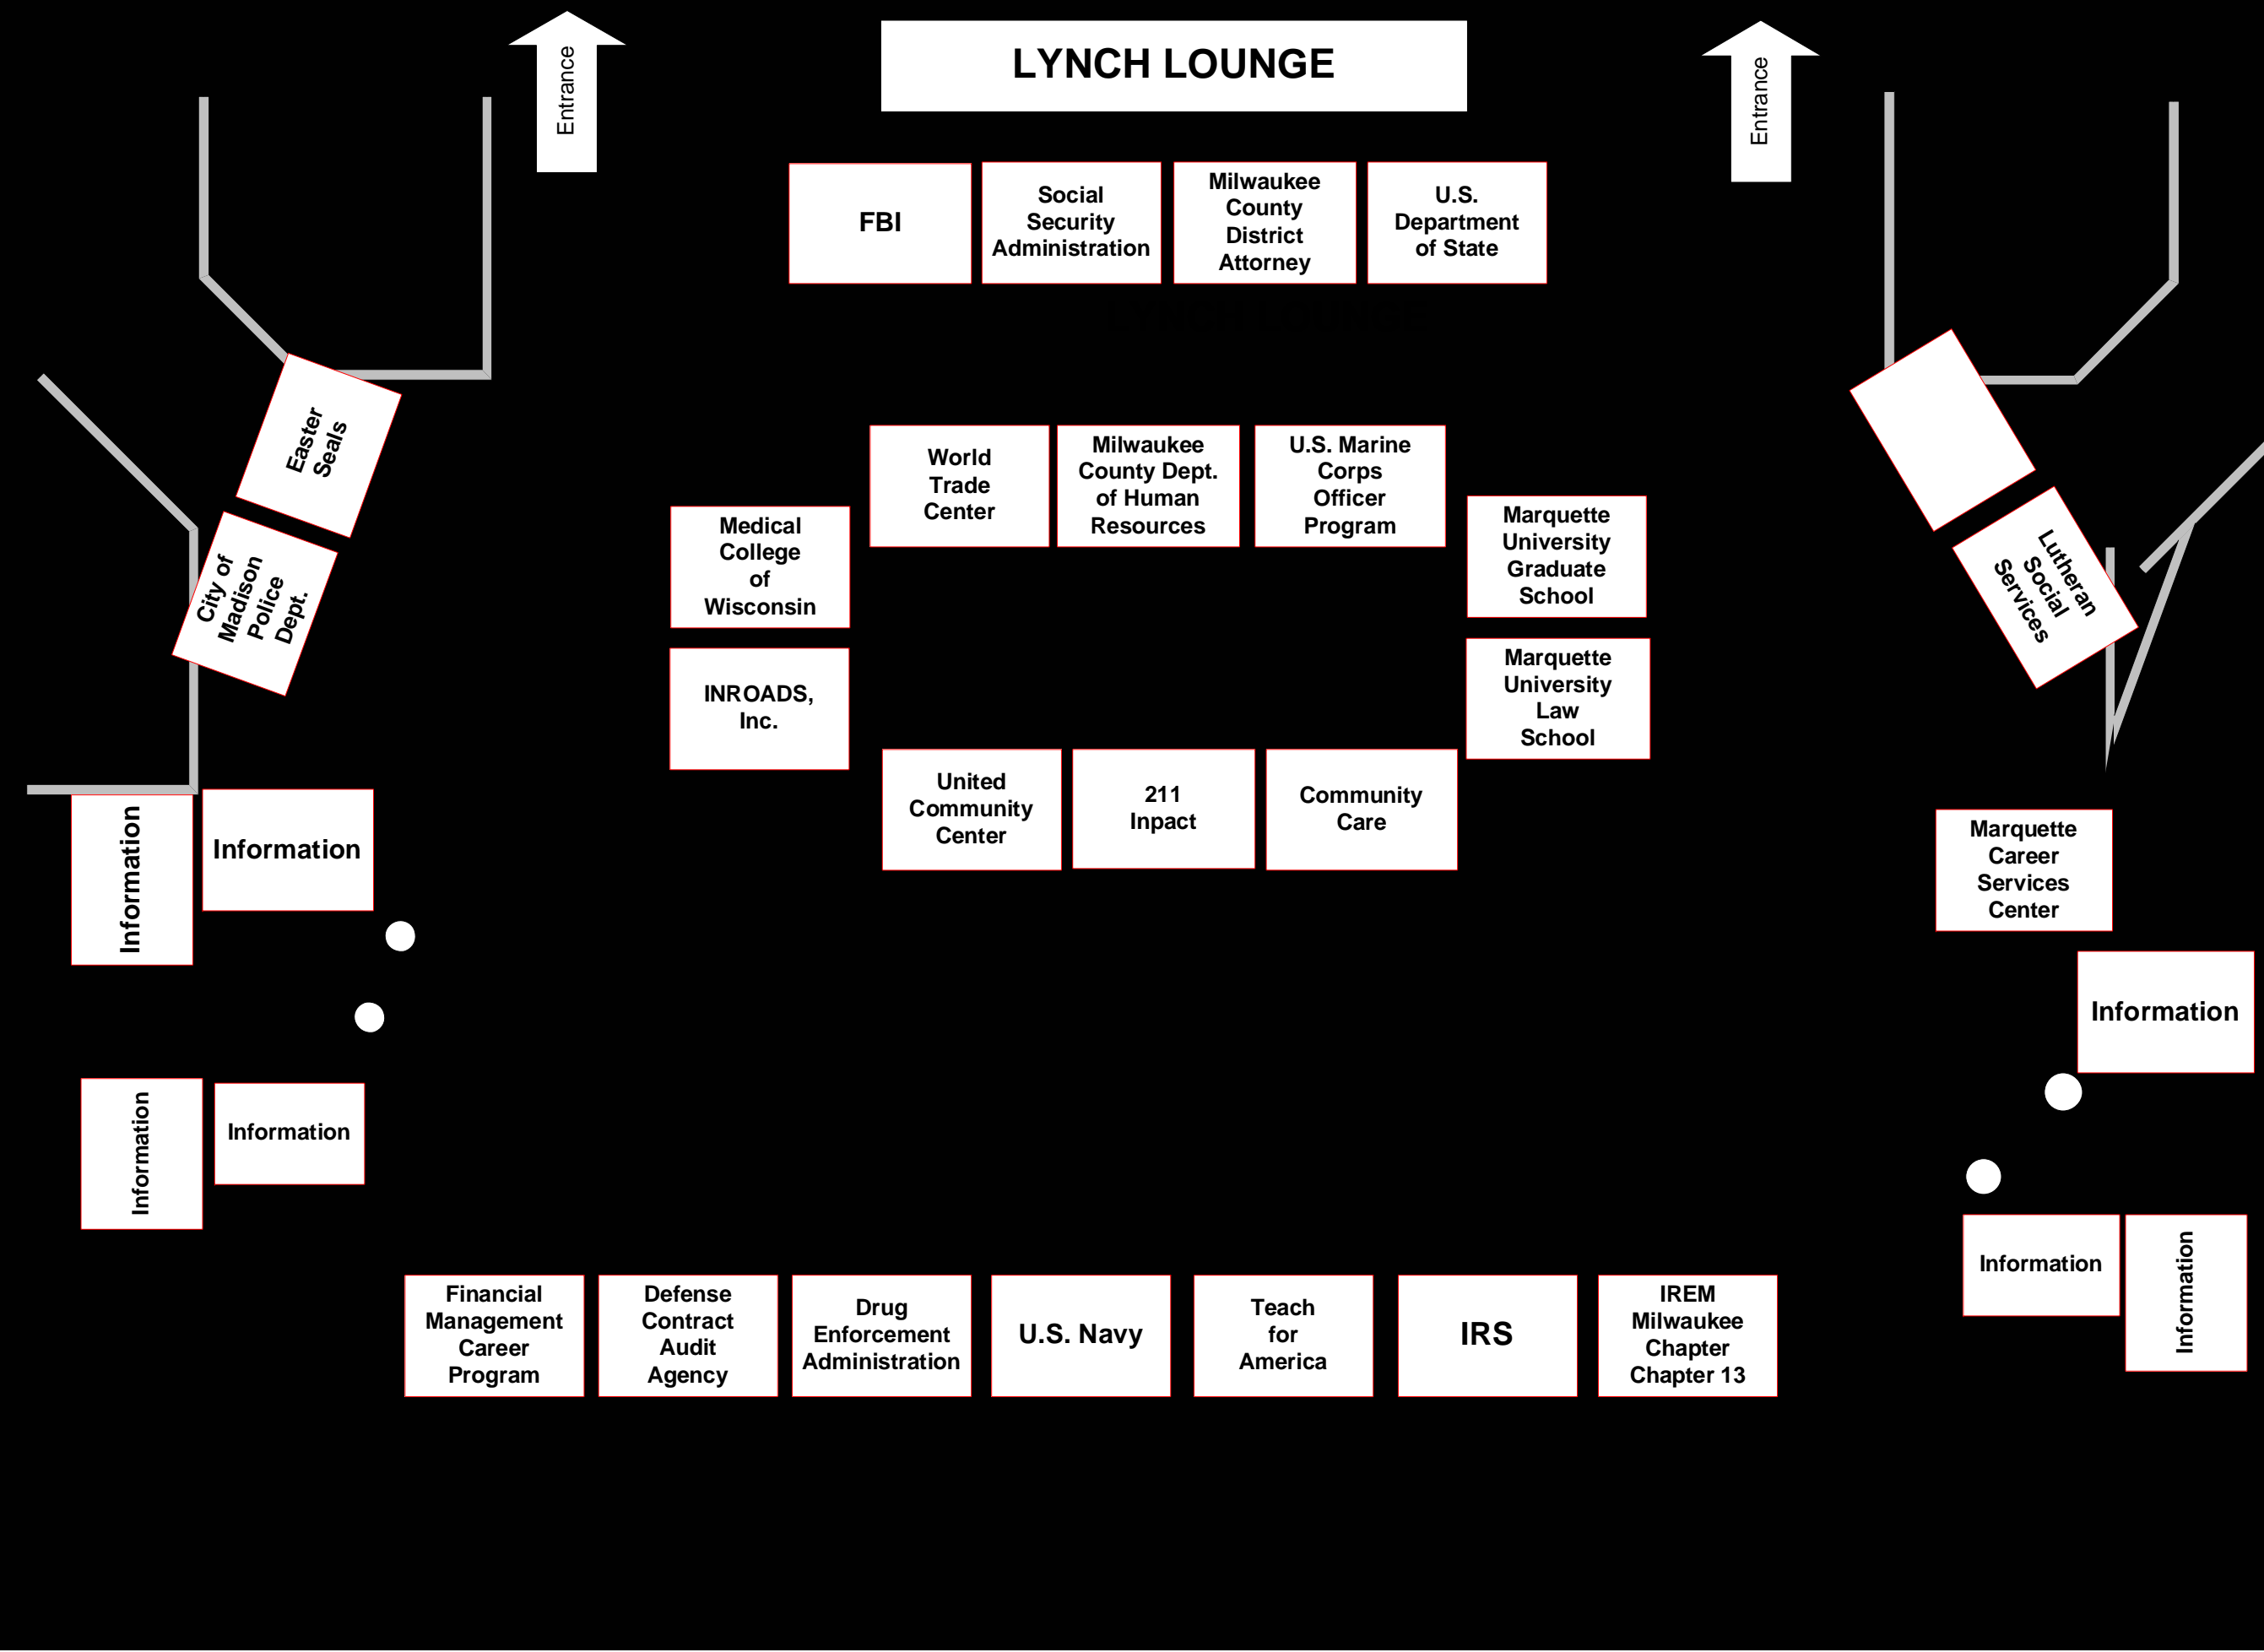 LYNCH LOUNGE
Entrance
Entrance
FBI
Social
Security
Administration
Milwaukee
County
District
Attorney
U.S.
Department
of State
Easter
Seals
City of
Madison
Police
Dept.
World
Trade
Center
Milwaukee
County Dept.
of Human
Resources
U.S. Marine
Corps
Officer
Program
Medical
College
of
Wisconsin
Marquette
University
Graduate
School
Lutheran
Social
Services
INROADS,
Inc.
Marquette
University
Law
School
United
Community
Center
211
Inpact
Community
Care
Information
Information
Marquette
Career
Services
Center
Information
Information
Information
Information
Information
Financial
Management
Career
Program
Defense
Contract
Audit
Agency
Drug
Enforcement
Administration
U.S. Navy
Teach
for
America
IRS
IREM
Milwaukee
Chapter
Chapter 13